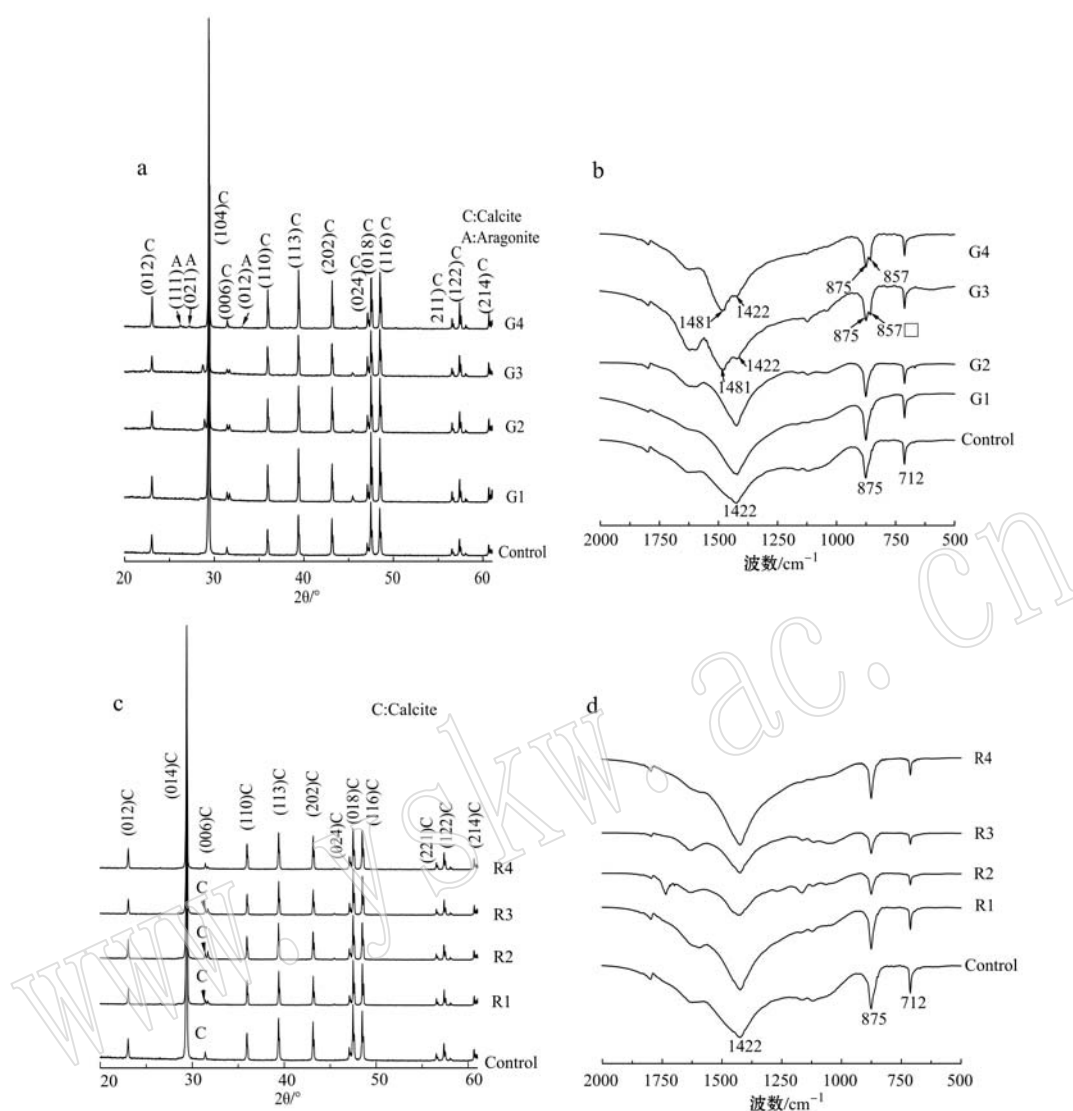 a
C:Calcite
A:Aragonite
(012)C
(111)A
(021)A
(104)C
(006)C
(012)A
(110)C
(113)C
(202)C
(024)C
(018)C
(116)C
211)C
(122)C
(214)C
G4
G3
G2
G1
Control
20 30 40 50 60
2θ/°
b
G4
875 857
1481 1422
G3
875 857□
1422
1481
G2
G1
Control
875 712
1422
2000 1500 1000 500
波数/cm⁻¹
c
C:Calcite
(012)C
(014)C
(006)C
(110)C
(113)C
(202)C
(024)C
(018)C
(116)C
(221)C
(122)C
(214)C
R4
C
R3
C
R2
C
R1
C
Control
20 30 40 50 60
2θ/°
d
R4
R3
R2
R1
Control
875 712
1422
2000 1750 1500 1250 1000 750 500
波数/cm⁻¹
www.yskw.ac.cn